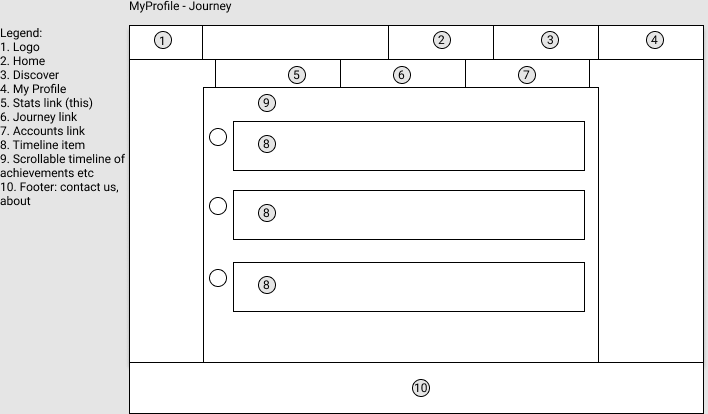 MyProfile - Journey
Legend:
1. Logo
2. Home
3. Discover
4. My Profile
5. Stats link (this)
6. Journey link
7. Accounts link
8. Timeline item
9. Scrollable timeline of
achievements etc
10. Footer: contact us,
about
1 2 3 4
5 6 7
9
8
8
8
10